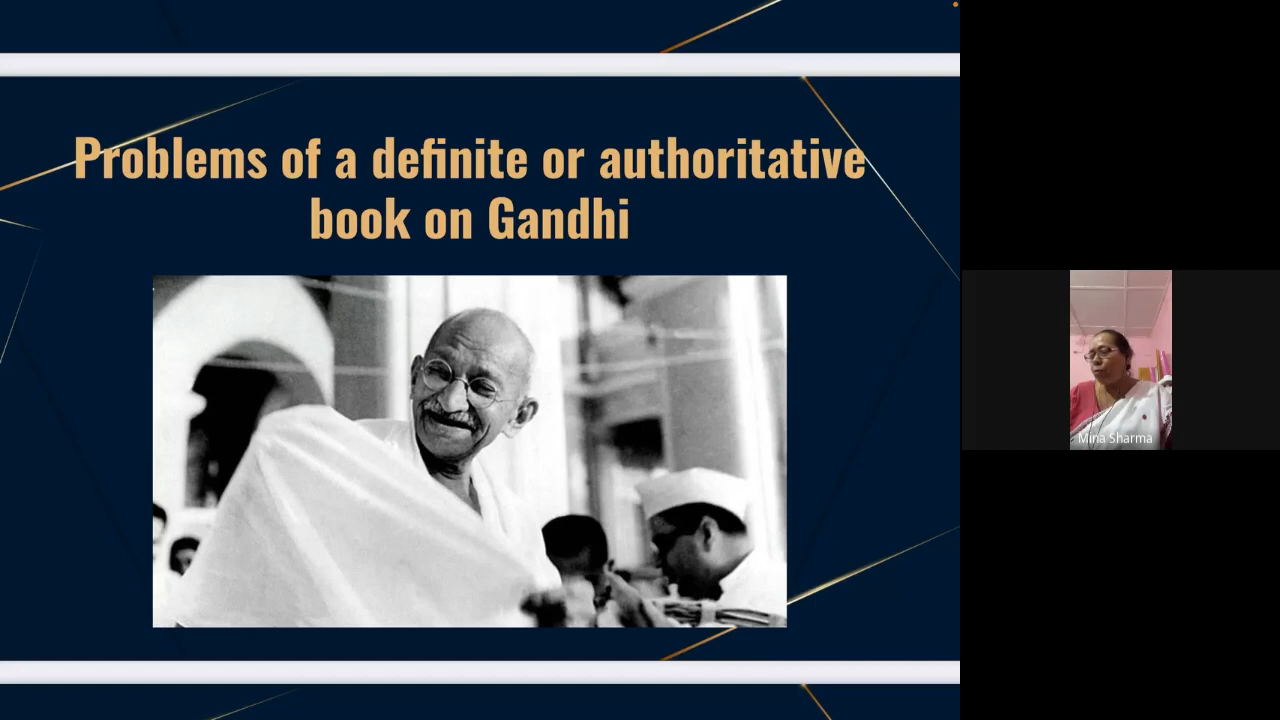 Problems of a definite or authoritative
book on Gandhi
Mina Sharma